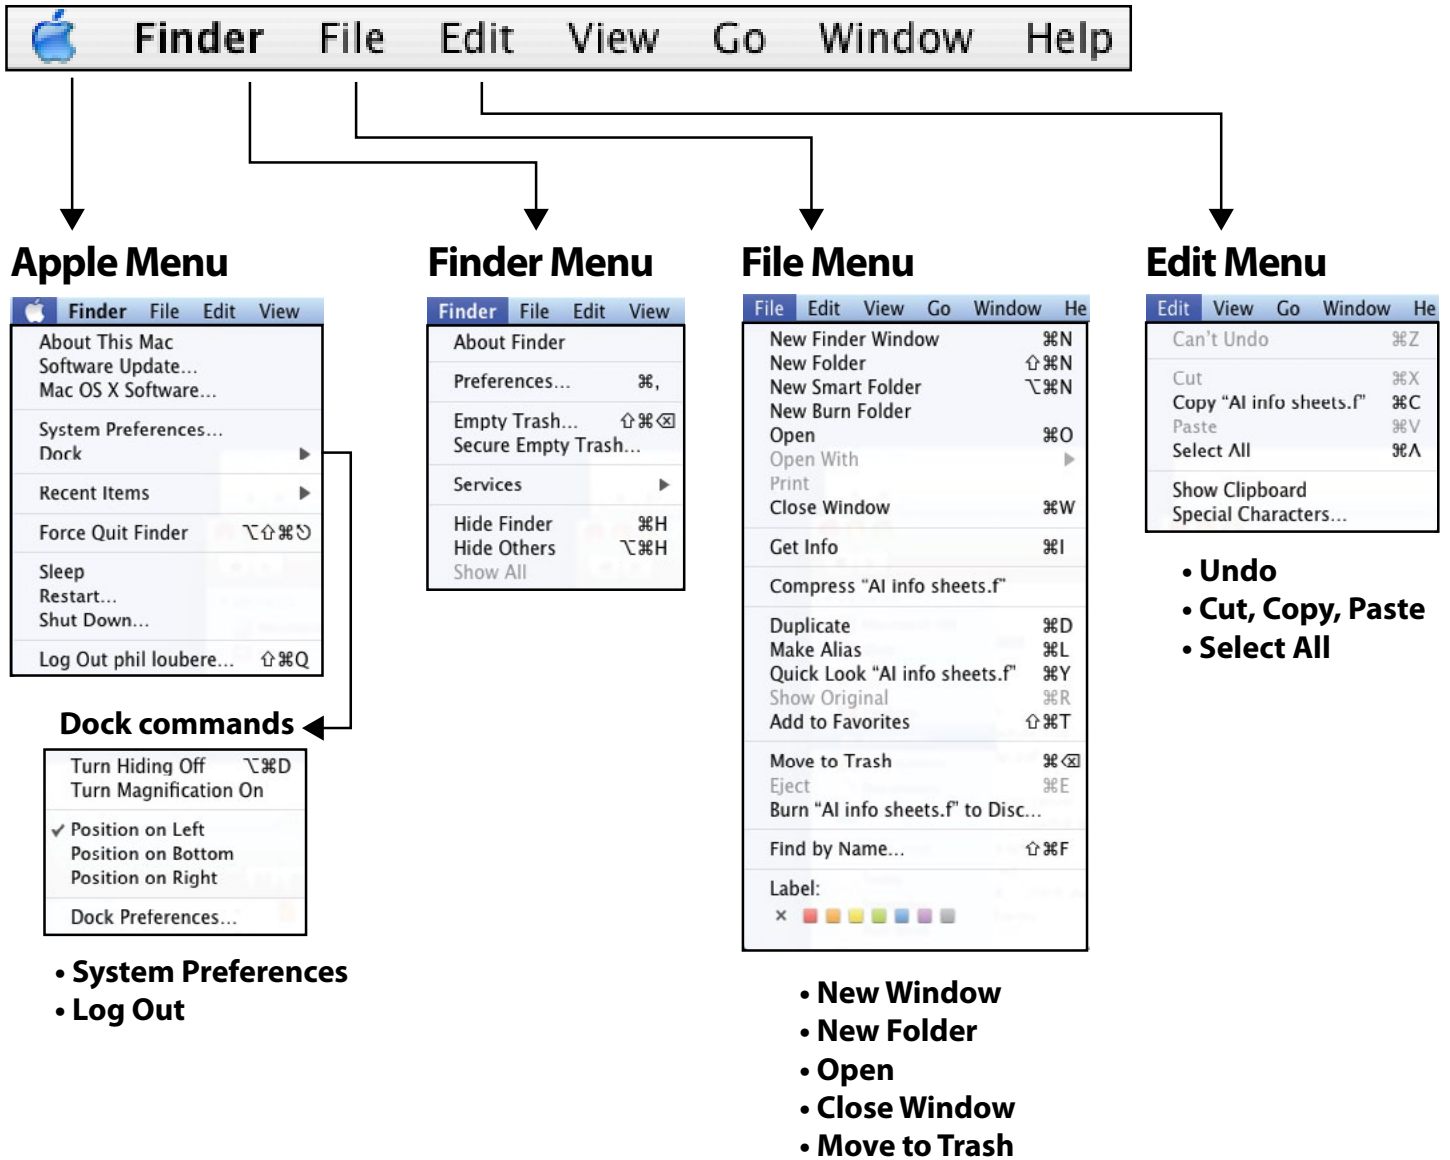 Finder File Edit View Go Window Help
Apple Menu
Finder File Edit View
About This Mac
Software Update...
Mac OS X Software...
System Preferences...
Dock ▶
Recent Items ▶
Force Quit Finder ⌥⇧⌘⎋
Sleep
Restart...
Shut Down...
Log Out phil loubere... ⇧⌘Q
Dock commands
Turn Hiding Off ⌥⌘D
Turn Magnification On
✓ Position on Left
Position on Bottom
Position on Right
Dock Preferences...
• System Preferences
• Log Out
Finder Menu
Finder File Edit View
About Finder
Preferences... ⌘,
Empty Trash... ⇧⌘⌫
Secure Empty Trash...
Services ▶
Hide Finder ⌘H
Hide Others ⌥⌘H
Show All
File Menu
File Edit View Go Window He
New Finder Window ⌘N
New Folder ⇧⌘N
New Smart Folder ⌥⌘N
New Burn Folder
Open ⌘O
Open With ▶
Print
Close Window ⌘W
Get Info ⌘I
Compress “AI info sheets.f”
Duplicate ⌘D
Make Alias ⌘L
Quick Look “AI info sheets.f” ⌘Y
Show Original ⌘R
Add to Favorites ⇧⌘T
Move to Trash ⌘⌫
Eject ⌘E
Burn “AI info sheets.f” to Disc...
Find by Name... ⇧⌘F
Label:
×
• New Window
• New Folder
• Open
• Close Window
• Move to Trash
Edit Menu
Edit View Go Window He
Can't Undo ⌘Z
Cut ⌘X
Copy “AI info sheets.f” ⌘C
Paste ⌘V
Select All ⌘A
Show Clipboard
Special Characters...
• Undo
• Cut, Copy, Paste
• Select All